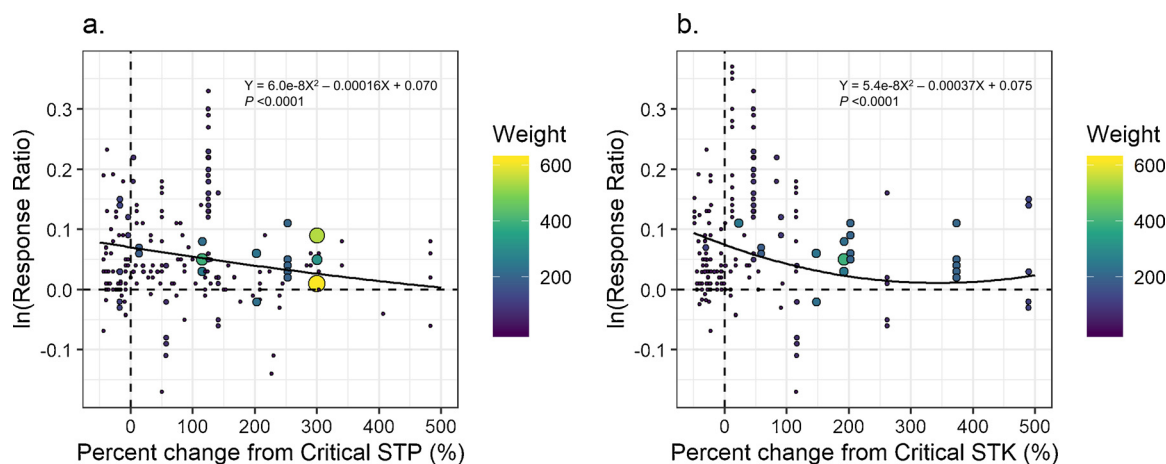 a.
Y = 6.0e-8X² – 0.00016X + 0.070
P <0.0001
ln(Response Ratio)
0.3
0.2
0.1
0.0
-0.1
0 100 200 300 400 500
Percent change from Critical STP (%)
Weight
600
400
200
b.
Y = 5.4e-8X² – 0.00037X + 0.075
P <0.0001
ln(Response Ratio)
0.3
0.2
0.1
0.0
-0.1
0 100 200 300 400 500
Percent change from Critical STK (%)
Weight
600
400
200